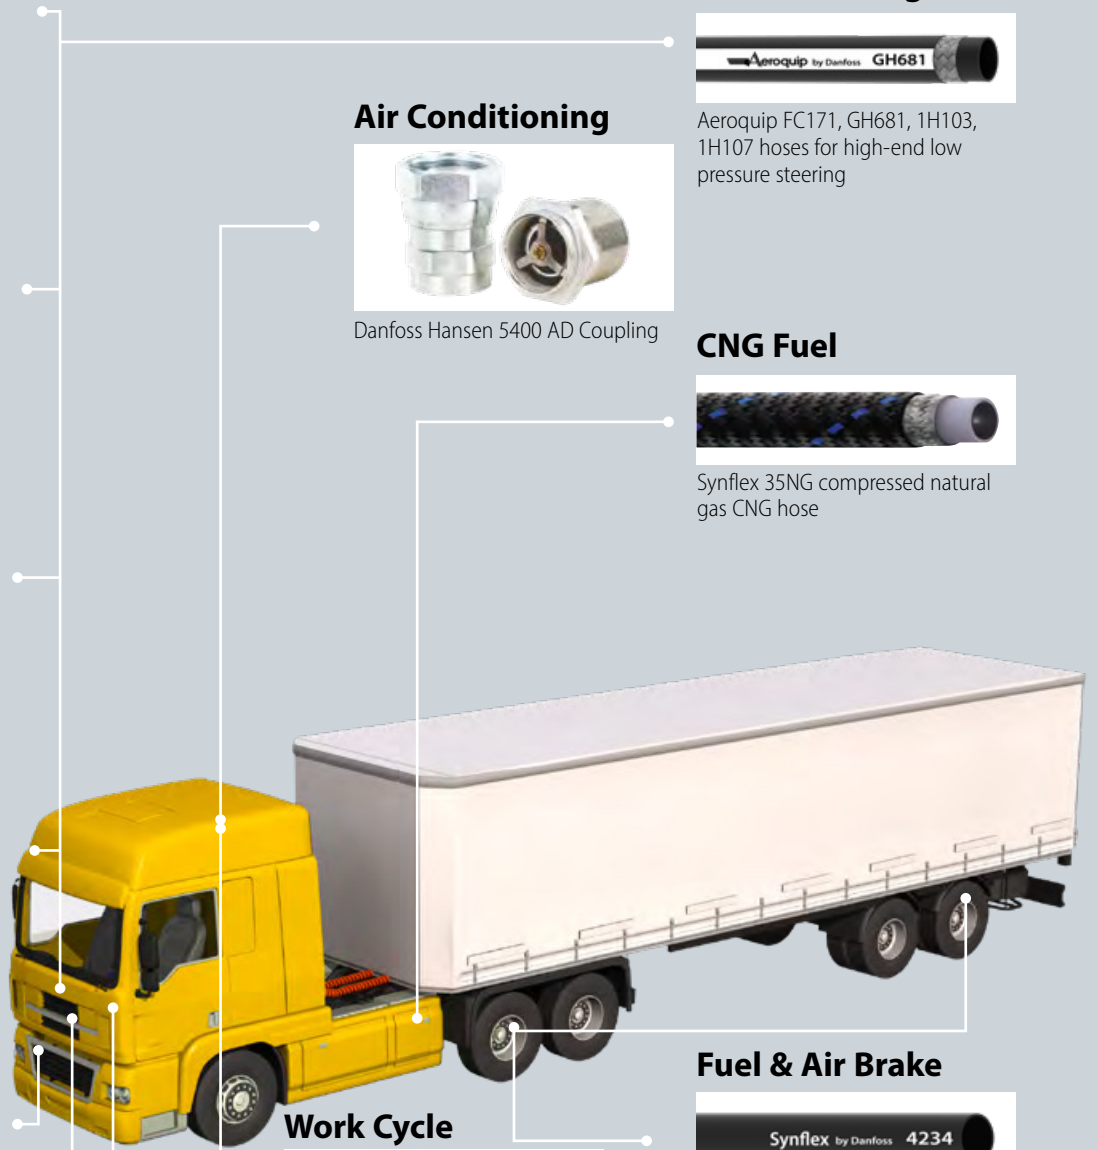 Aeroquip by Danfoss GH681
Aeroquip FC171, GH681, 1H103,
1H107 hoses for high-end low
pressure steering
Air Conditioning
Danfoss Hansen 5400 AD Coupling
CNG Fuel
Synflex 35NG compressed natural
gas CNG hose
Fuel & Air Brake
Synflex by Danfoss 4234
Work Cycle